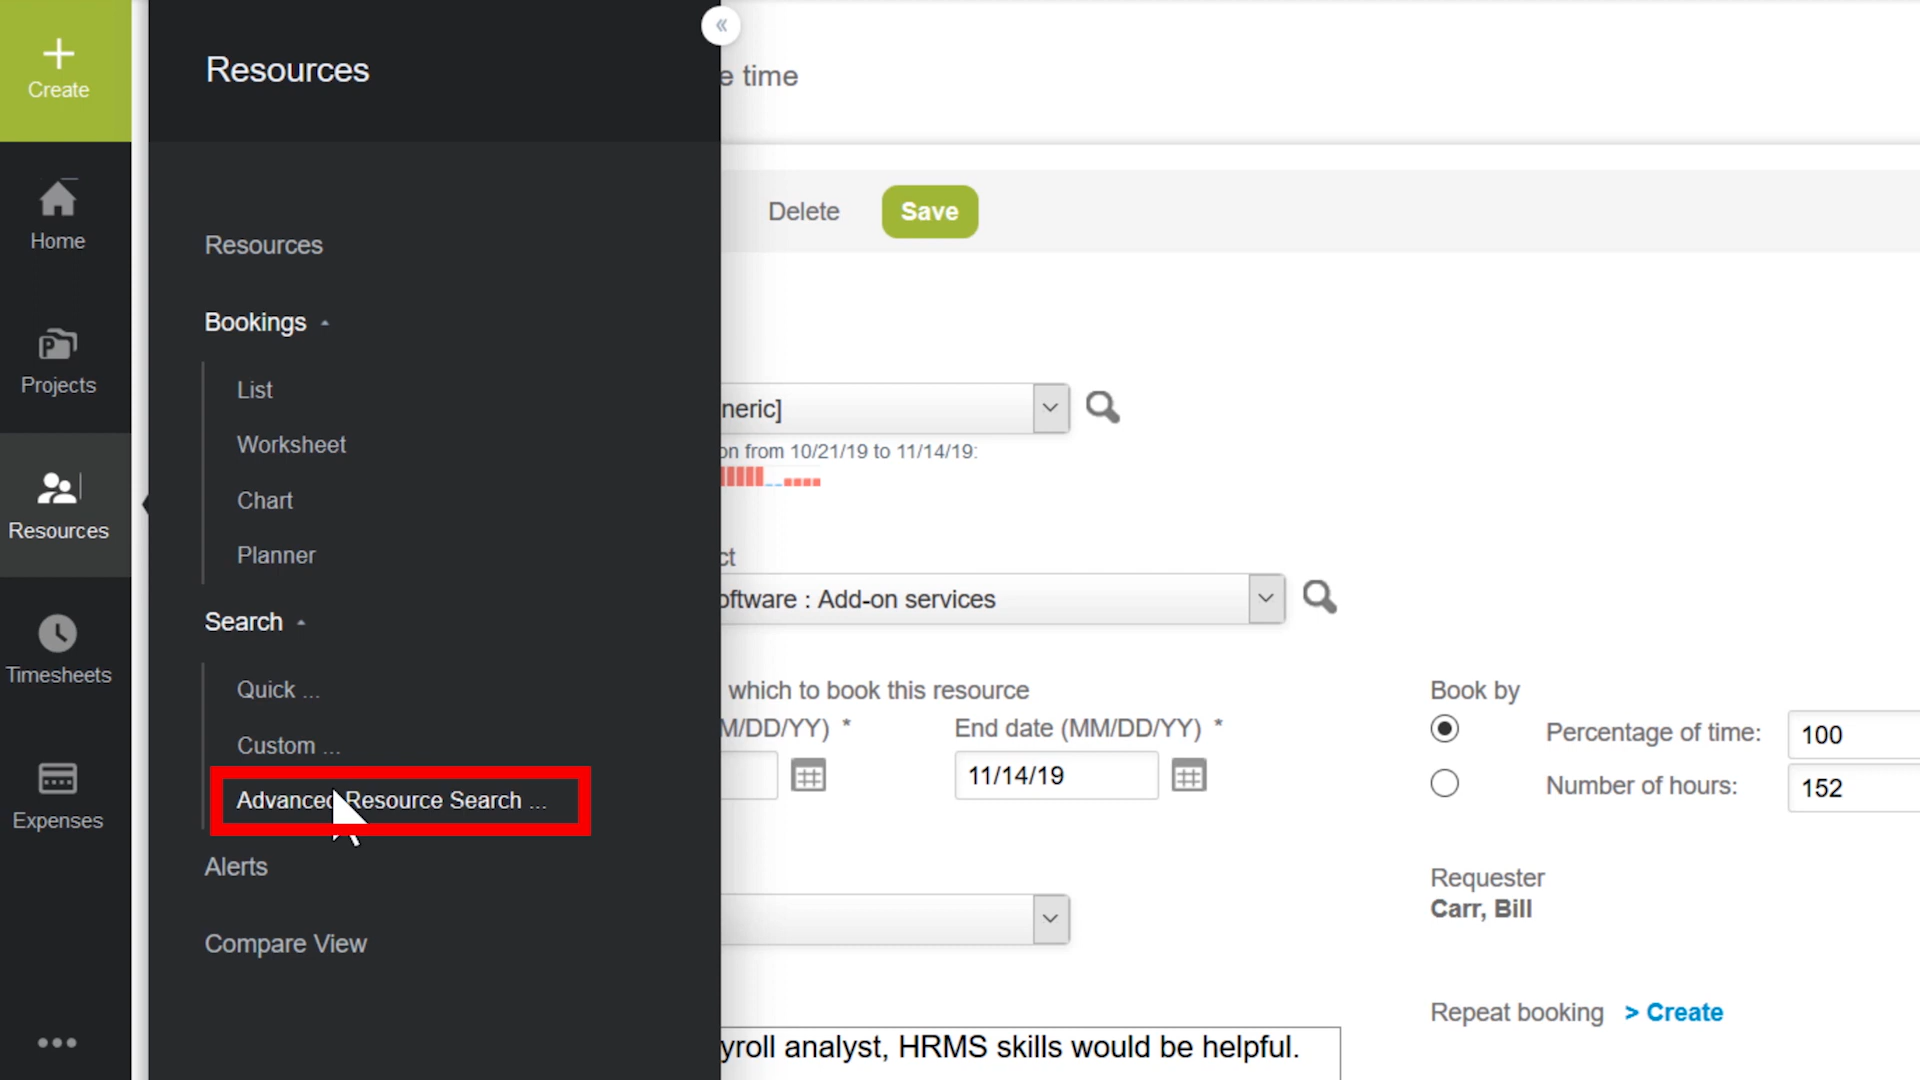 Create
Home
Projects
Resources
Timesheets
Expenses
Resources
Resources
Bookings
List
Worksheet
Chart
Planner
Search
Quick ...
Custom ...
Advanced Resource Search ...
Alerts
Compare View
e time
Delete
Save
neric]
on from 10/21/19 to 11/14/19:
ct
oftware : Add-on services
which to book this resource
M/DD/YY) *
End date (MM/DD/YY) *
11/14/19
Book by
Percentage of time: 100
Number of hours: 152
Requester
Carr, Bill
Repeat booking > Create
yroll analyst, HRMS skills would be helpful.